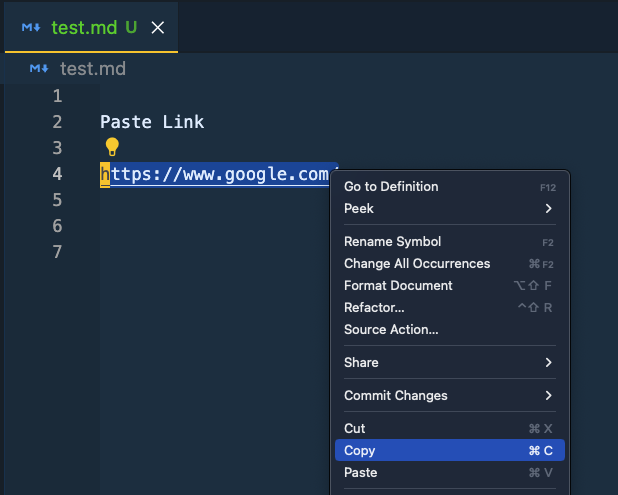 M↓ test.md U ×
M↓ test.md
1
2 Paste Link
3
4 https://www.google.com/
5
6
7
Go to Definition F12
Peek >
Rename Symbol F2
Change All Occurrences ⌘F2
Format Document ⌥⇧ F
Refactor... ^⇧ R
Source Action...
Share >
Commit Changes >
Cut ⌘ X
Copy ⌘ C
Paste ⌘ V